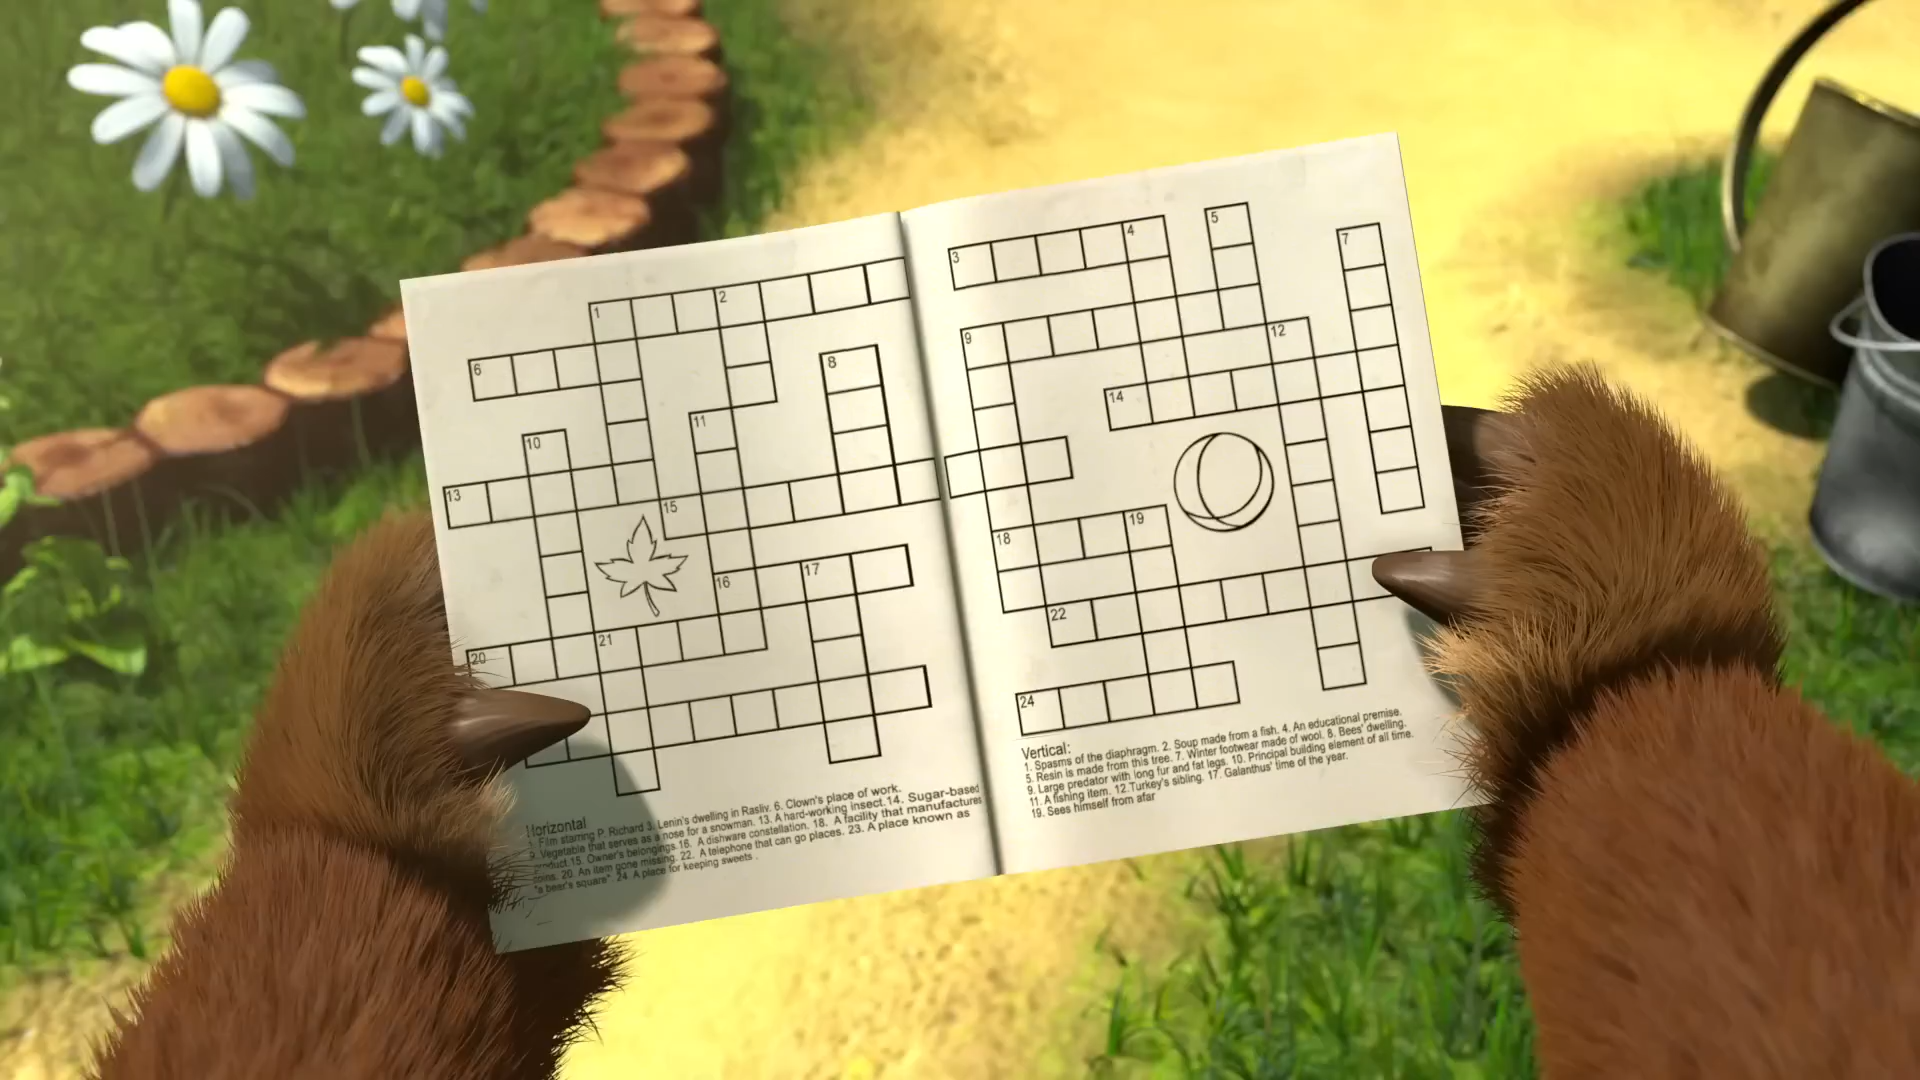 1 2 3 4 5 7
6 8 9 12
10 11 14
13 15 18 19
16 17 22
20 21 24
Horizontal
1. Film starring P. Richard 3. Lenin's dwelling in Rasliv. 6. Clown's place of work.
9. Vegetable that serves as a nose for a snowman. 13. A hard-working insect. 14. Sugar-based
product. 15. Owner's belongings. 16. A dishware constellation. 18. A facility that manufactures
coins. 20. An item gone missing. 22. A telephone that can go places. 23. A place known as
"a bear's square". 24. A place for keeping sweets .
Vertical:
1. Spasms of the diaphragm. 2. Soup made from a fish. 4. An educational premise.
5. Resin is made from this tree. 7. Winter footwear made of wool. 8. Bees' dwelling.
9. Large predator with long fur and fat legs. 10. Principal building element of all time.
11. A fishing item. 12.Turkey's sibling. 17. Galanthus' time of the year.
19. Sees himself from afar